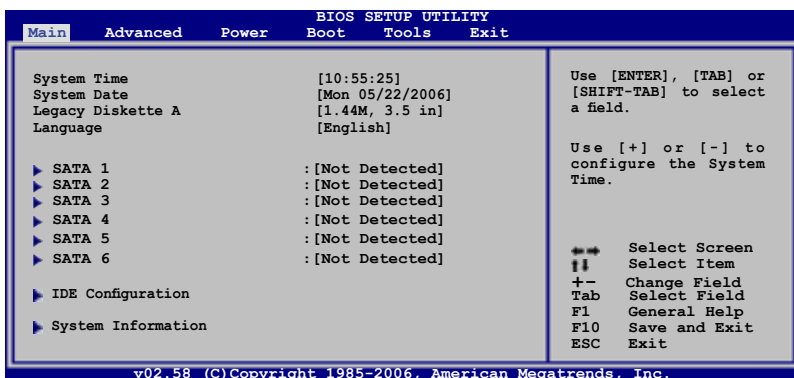 BIOS SETUP UTILITY
Main Advanced Power Boot Tools Exit
System Time [10:55:25]
System Date [Mon 05/22/2006]
Legacy Diskette A [1.44M, 3.5 in]
Language [English]
SATA 1 :[Not Detected]
SATA 2 :[Not Detected]
SATA 3 :[Not Detected]
SATA 4 :[Not Detected]
SATA 5 :[Not Detected]
SATA 6 :[Not Detected]
IDE Configuration
System Information
Use [ENTER], [TAB] or
[SHIFT-TAB] to select
a field.
Use [+] or [-] to
configure the System
Time.
←→ Select Screen
↑↓ Select Item
+- Change Field
Tab Select Field
F1 General Help
F10 Save and Exit
ESC Exit
v02.58 (C)Copyright 1985-2006, American Megatrends, Inc.